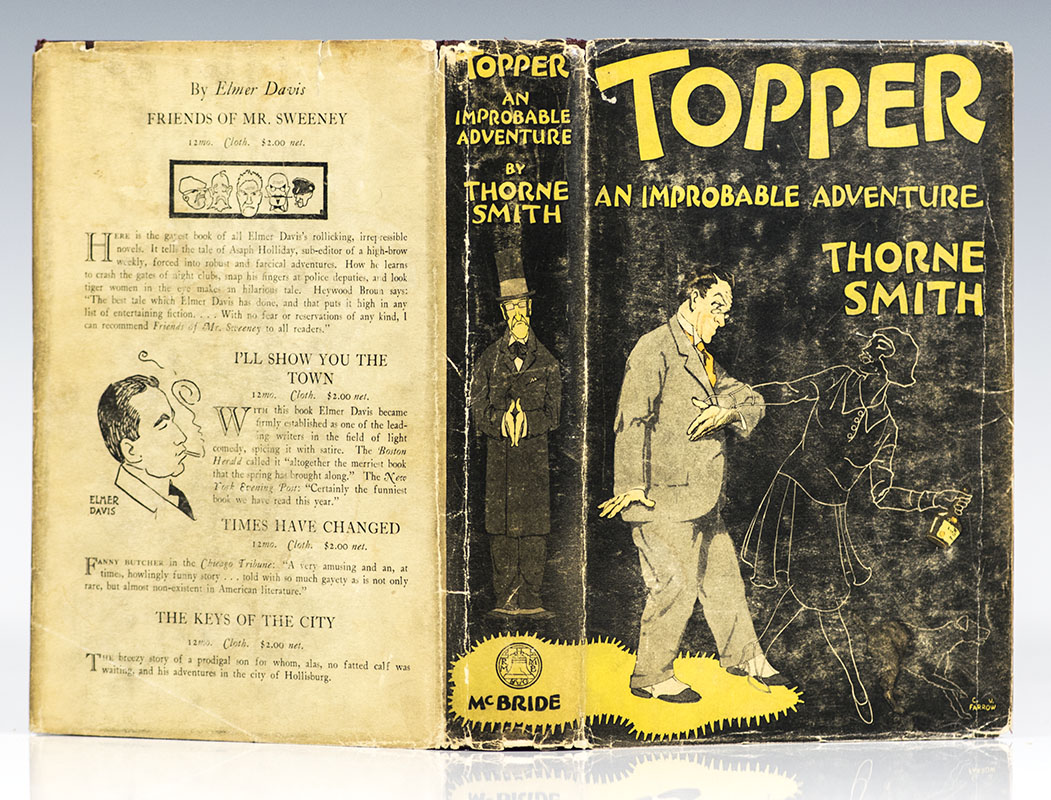 By Elmer Davis
FRIENDS OF MR. SWEENEY
12mo. Cloth. $2.00 net.
HERE is the gayest book of all Elmer Davis's rollicking, irrepressible
novels. It tells the tale of Asaph Holliday, sub-editor of a high-brow
weekly, forced into robust and farcical adventures. How he learns
to crash the gates of night clubs, snap his fingers at police deputies, and look
tiger women in the eye makes an hilarious tale. Heywood Broun says:
"The best tale which Elmer Davis has done, and that puts it high in any
list of entertaining fiction. . . . With no fear or reservations of any kind, I
can recommend Friends of Mr. Sweeney to all readers."
I'LL SHOW YOU THE
TOWN
12mo. Cloth. $2.00 net.
WITH this book Elmer Davis became
firmly established as one of the lead-
ing writers in the field of light
comedy, spicing it with satire. The Boston
Herald called it "altogether the merriest book
that the spring has brought along." The New
York Evening Post: "Certainly the funniest
book we have read this year."
ELMER
DAVIS
TIMES HAVE CHANGED
12mo. Cloth. $2.00 net.
FANNY BUTCHER in the Chicago Tribune: "A very amusing and an, at
times, howlingly funny story . . . told with so much gayety as is not only
rare, but almost non-existent in American literature."
THE KEYS OF THE CITY
12mo. Cloth. $2.00 net.
THE breezy story of a prodigal son for whom, alas, no fatted calf was
waiting, and his adventures in the city of Hollisburg.
TOPPER
AN
IMPROBABLE
ADVENTURE
BY
THORNE
SMITH
McBRIDE
TOPPER
AN IMPROBABLE ADVENTURE
THORNE
SMITH
FARROW